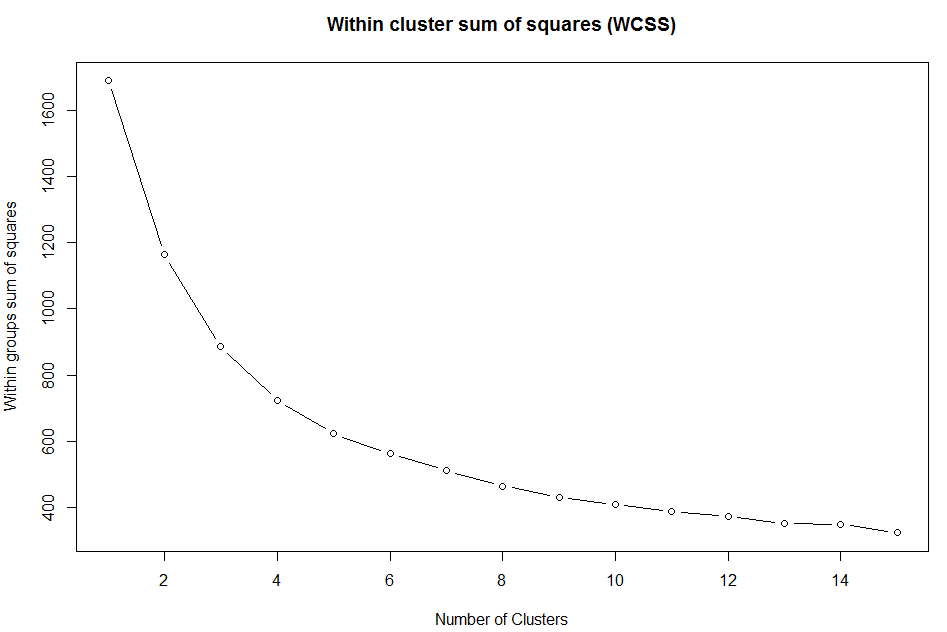 Within cluster sum of squares (WCSS)
Within groups sum of squares
1600
1400
1200
1000
800
600
400
2 4 6 8 10 12 14
Number of Clusters